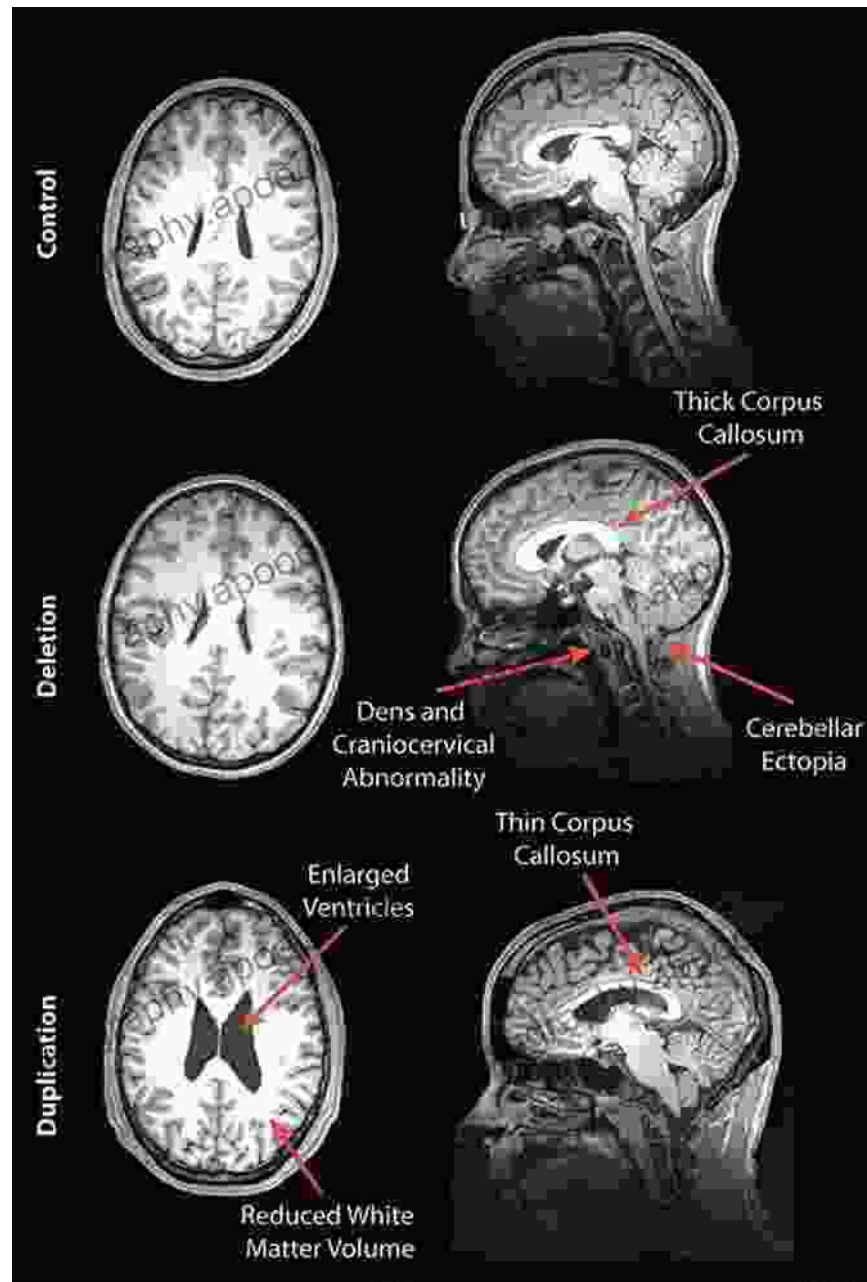 Control
Thick Corpus
Callosum
Deletion
Dens and
Craniocervical
Abnormality
Cerebellar
Ectopia
Thin Corpus
Callosum
Enlarged
Ventricles
Duplication
Reduced White
Matter Volume